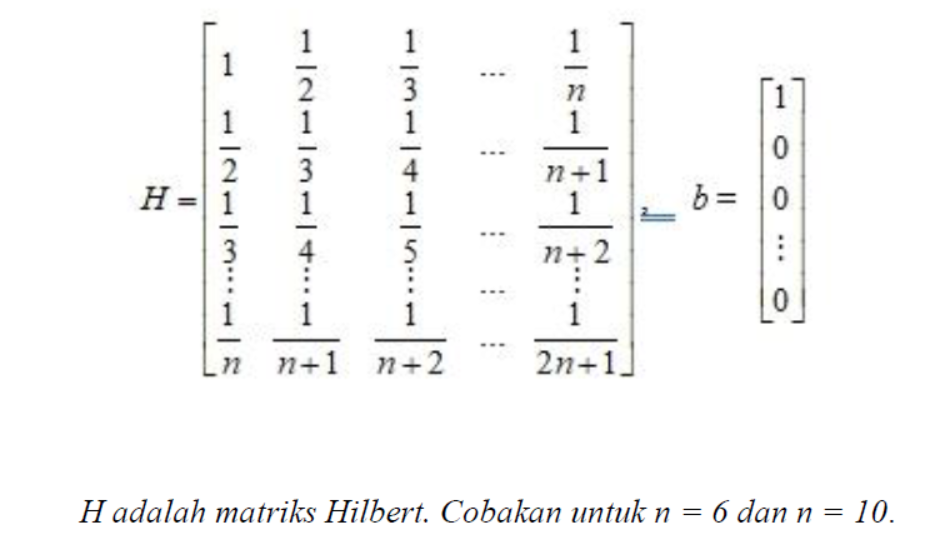 H = [ 1 1/2 1/3 ... 1/n
1/2 1/3 1/4 ... 1/(n+1)
1/3 1/4 1/5 ... 1/(n+2)
⋮ ⋮ ⋮ ... ⋮
1/n 1/(n+1) 1/(n+2) ... 1/(2n+1) ] , b = [ 1 0 0 ⋮ 0 ]
H adalah matriks Hilbert. Cobakan untuk n = 6 dan n = 10.